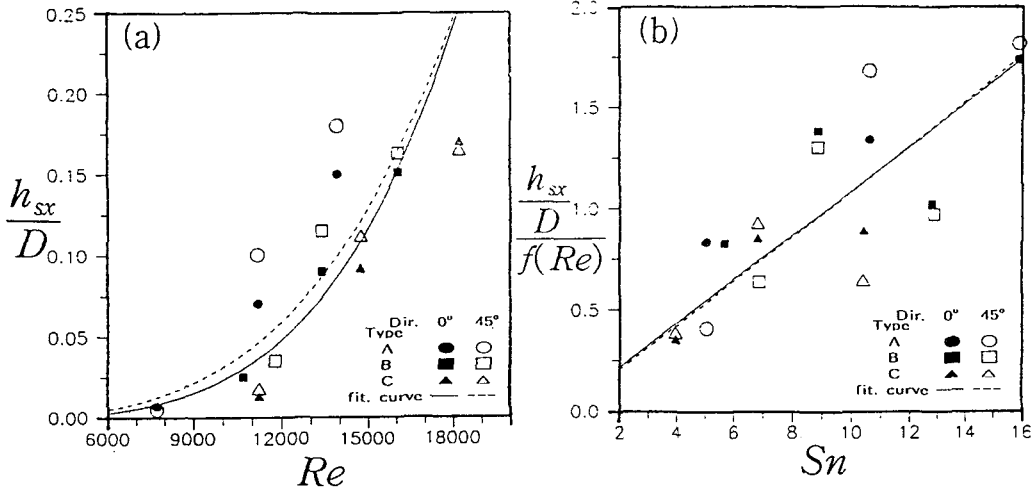 (a)
0.25
0.20
0.15
0.10
0.05
0.00
h_sx
D
6000
9000
12000
15000
18000
Re
Dir. 0° 45°
Type
A
B
C
fit. curve
(b)
2.0
1.5
1.0
0.5
0.0
h_sx
D
f(Re)
2 4 6 8 10 12 14 16
Sn
Dir. 0° 45°
Type
A
B
C
fit. curve